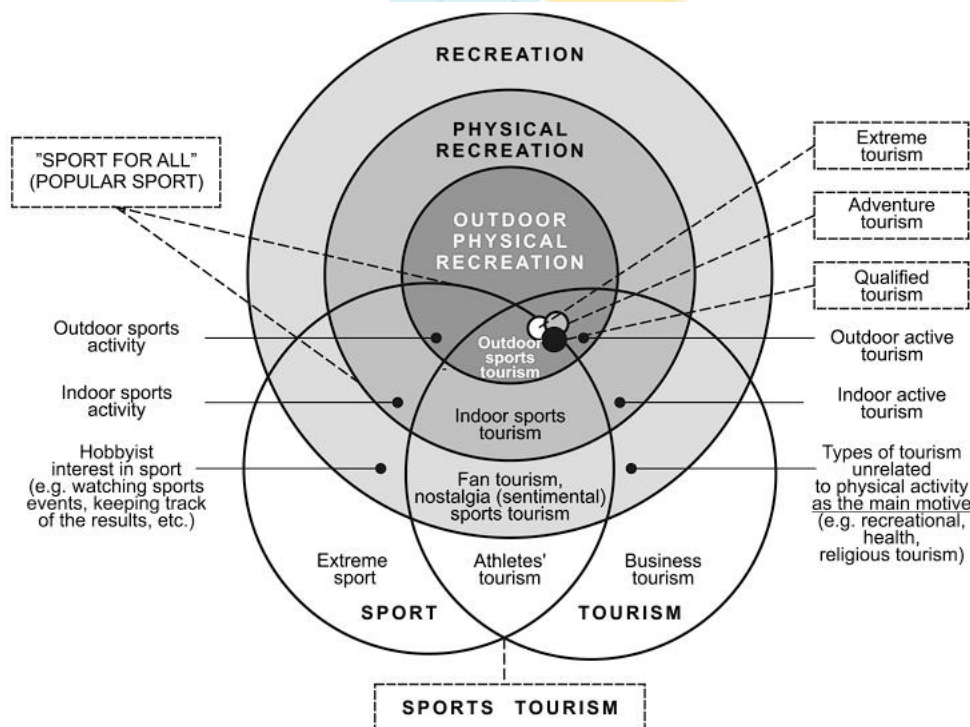 RECREATION
PHYSICAL
RECREATION
OUTDOOR
PHYSICAL
RECREATION
"SPORT FOR ALL"
(POPULAR SPORT)
Extreme
tourism
Adventure
tourism
Qualified
tourism
Outdoor sports
activity
Outdoor
sports
tourism
Outdoor active
tourism
Indoor sports
activity
Indoor sports
tourism
Indoor active
tourism
Hobbyist
interest in sport
(e.g. watching sports
events, keeping track
of the results, etc.)
Fan tourism,
nostalgia (sentimental)
sports tourism
Types of tourism
unrelated
to physical activity
as the main motive
(e.g. recreational,
health,
religious tourism)
Extreme
sport
Athletes'
tourism
Business
tourism
SPORT
TOURISM
SPORTS TOURISM